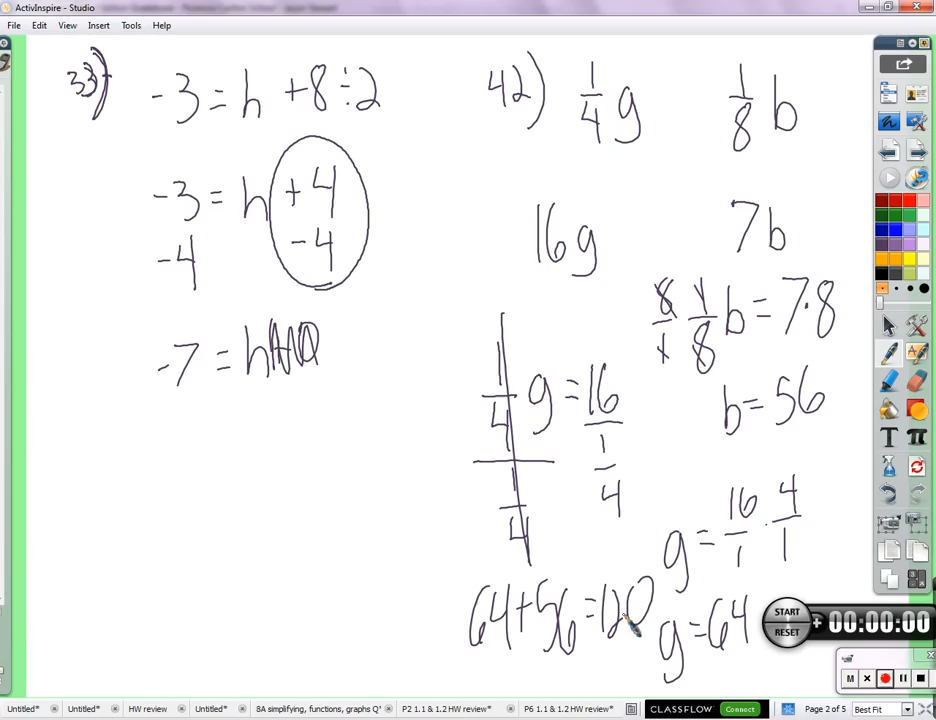 ActivInspire - Studio
File Edit View Insert Tools Help
33)
-3 = h +8 ÷ 2
-3 = h +4
-4 -4
-7 = h
42) 1/4 g 1/8 b
16g 7b
8/1 1/8 b = 7·8
1/4 g = 16
1/4 1/4
b = 56
g = 16/1 · 4/1
64+56=120
g=64
START
RESET
+ 00:00:00
M
Untitled* Untitled* HW review Untitled* 8A simplifying, functions, graphs Q' P2 1.1 & 1.2 HW review* P6 1.1 & 1.2 HW review* CLASSFLOW Connect Page 2 of 5 Best Fit